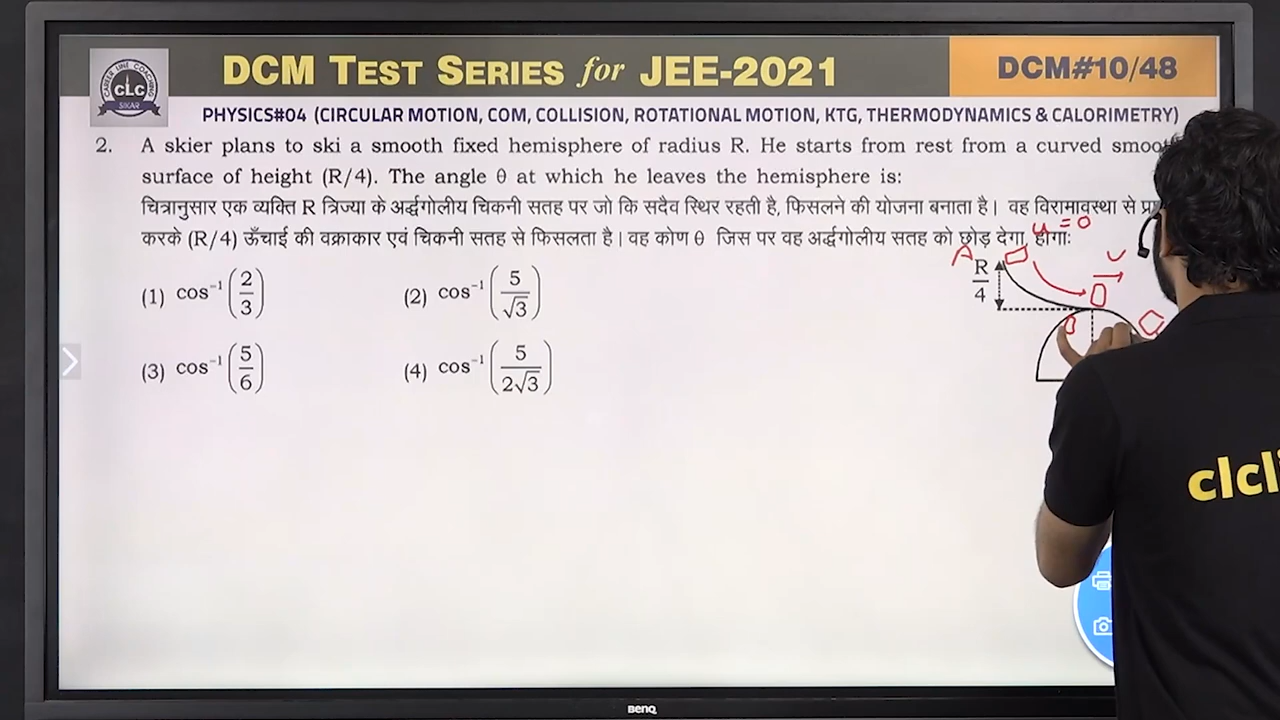 CAREER LINE COACHING
CLC
SIKAR
DCM TEST SERIES for JEE-2021
DCM#10/48
PHYSICS#04 (CIRCULAR MOTION, COM, COLLISION, ROTATIONAL MOTION, KTG, THERMODYNAMICS & CALORIMETRY)
2. A skier plans to ski a smooth fixed hemisphere of radius R. He starts from rest from a curved
surface of height (R/4). The angle θ at which he leaves the hemisphere is:
चित्रानुसार एक व्यक्ति R त्रिज्या के अर्द्धगोलीय चिकनी सतह पर जो कि सदैव स्थिर रहती है, फिसलने की योजना बनाता है। वह विरामावस्था से
करके (R/4) ऊँचाई की वक्राकार एवं चिकनी सतह से फिसलता है। वह कोण θ जिस पर वह अर्द्धगोलीय सतह को छोड़ देगा, होगाः
u = 0
A
R/4
v
(1) cos⁻¹(2/3)
(2) cos⁻¹(5/√3)
(3) cos⁻¹(5/6)
(4) cos⁻¹(5/2√3)
clcl
BenQ